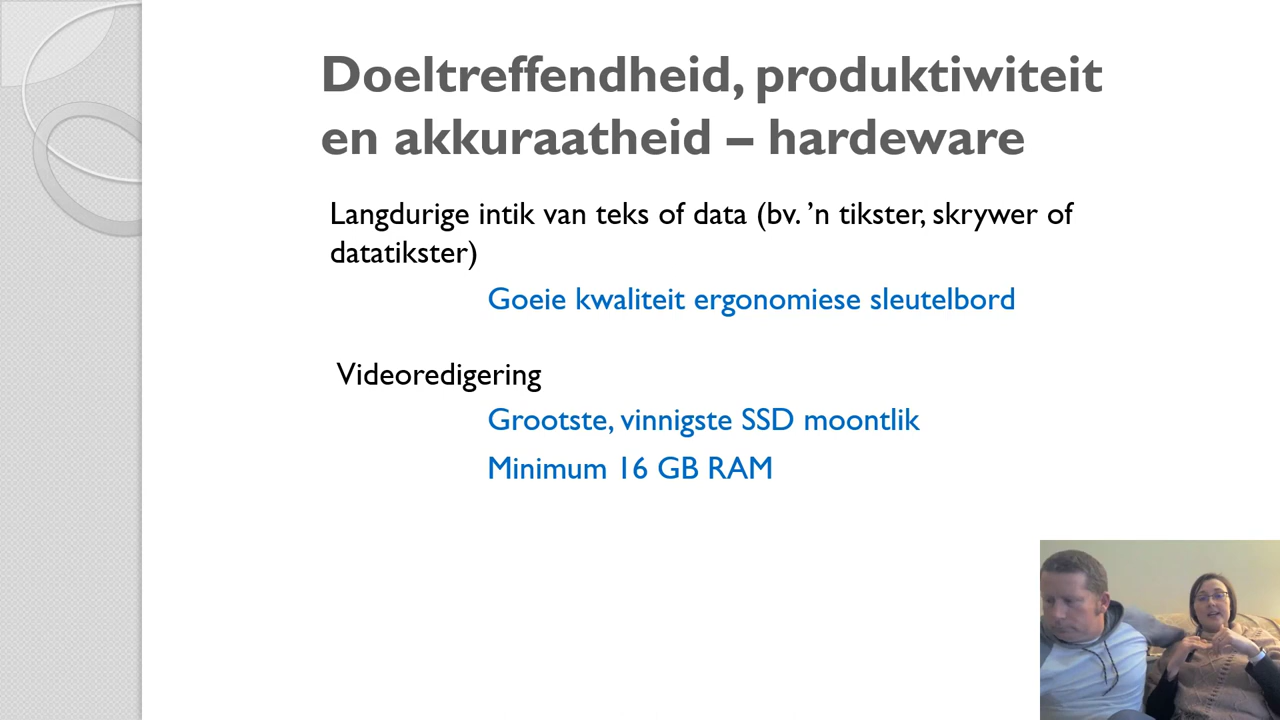 Doeltreffendheid, produktiwiteit
en akkuraatheid – hardeware
Langdurige intik van teks of data (bv. ’n tikster, skrywer of
datatikster)
Goeie kwaliteit ergonomiese sleutelbord
Videoredigering
Grootste, vinnigste SSD moontlik
Minimum 16 GB RAM